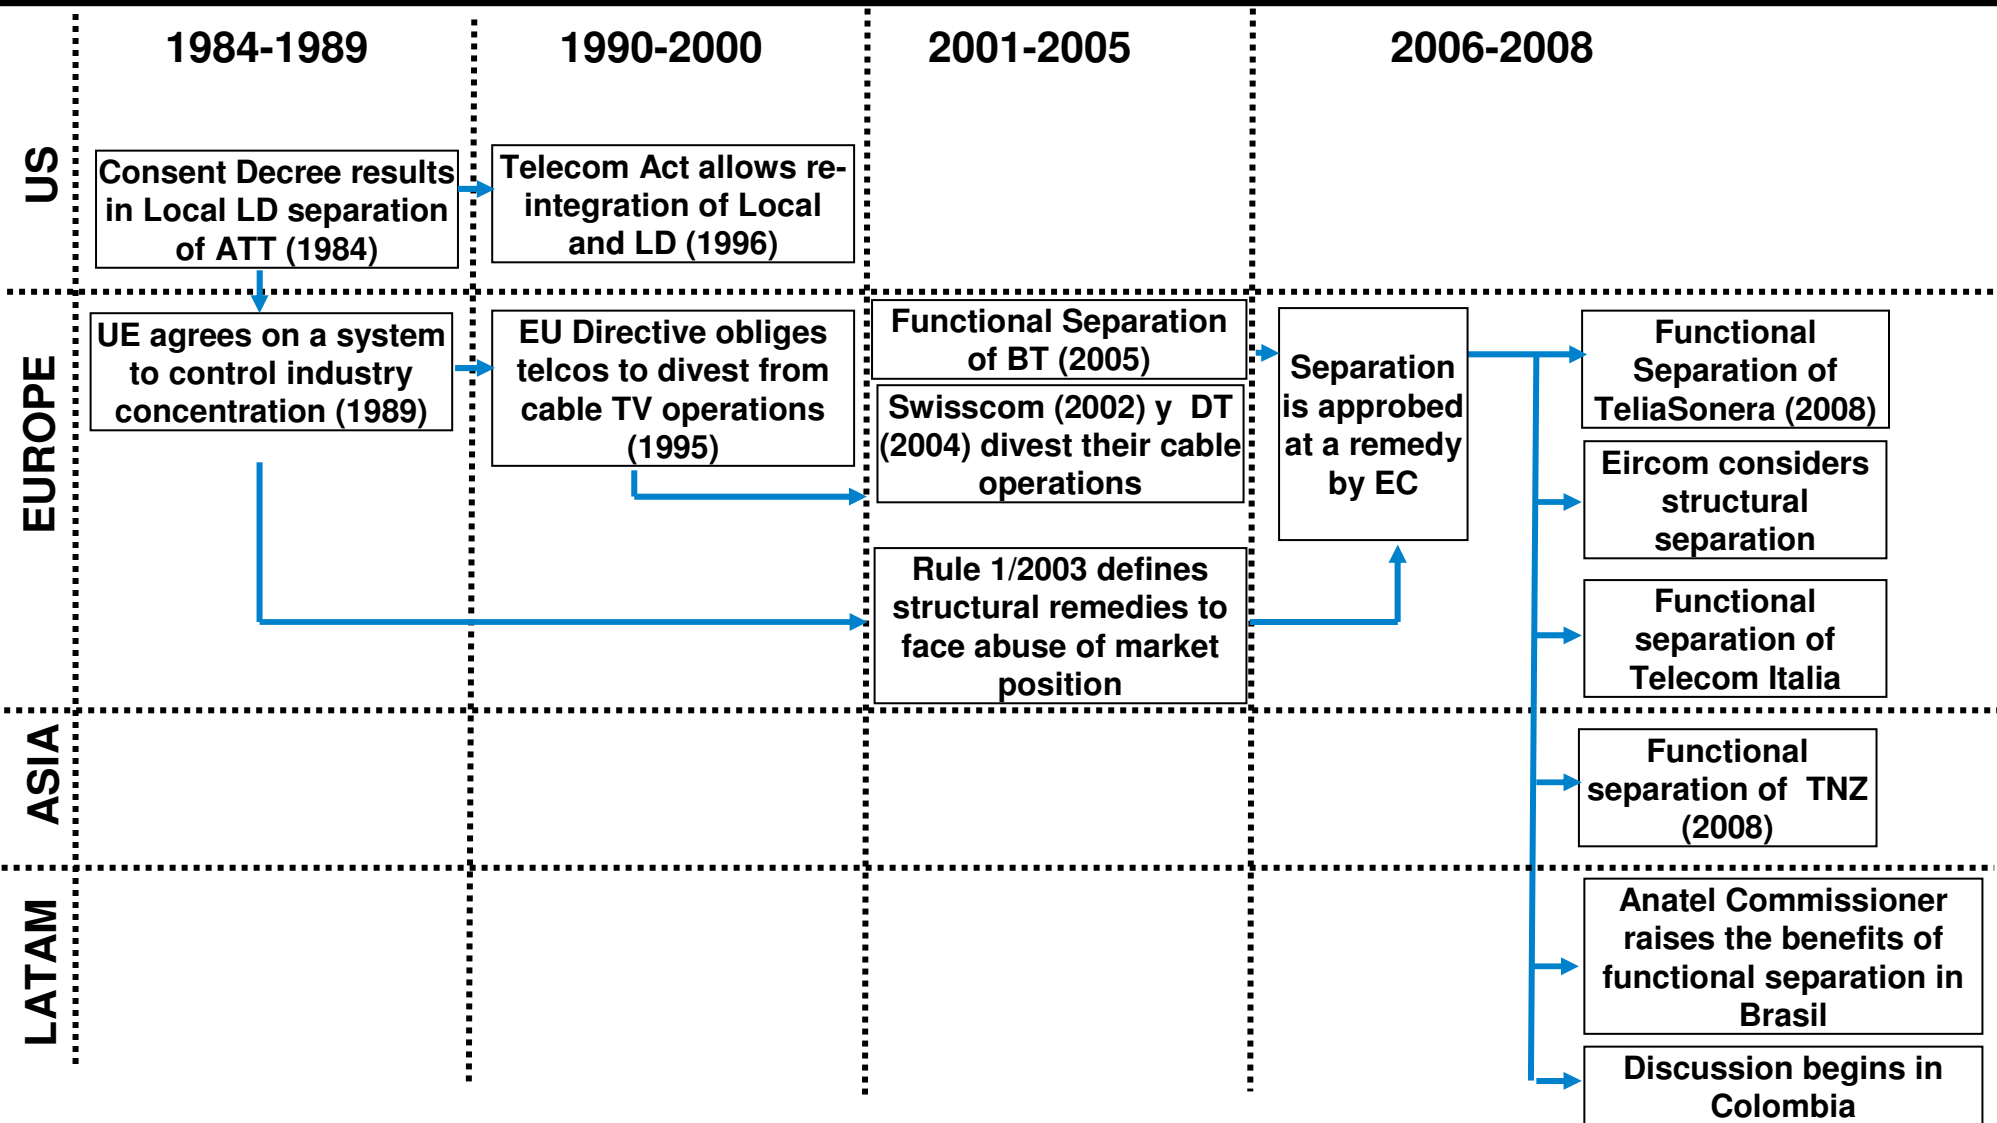 1984-1989
1990-2000
2001-2005
2006-2008
US
Consent Decree results
in Local LD separation
of ATT (1984)
Telecom Act allows re-
integration of Local
and LD (1996)
EUROPE
UE agrees on a system
to control industry
concentration (1989)
EU Directive obliges
telcos to divest from
cable TV operations
(1995)
Functional Separation
of BT (2005)
Swisscom (2002) y DT
(2004) divest their cable
operations
Rule 1/2003 defines
structural remedies to
face abuse of market
position
Separation
is approbed
at a remedy
by EC
Functional
Separation of
TeliaSonera (2008)
Eircom considers
structural
separation
Functional
separation of
Telecom Italia
ASIA
Functional
separation of TNZ
(2008)
LATAM
Anatel Commissioner
raises the benefits of
functional separation in
Brasil
Discussion begins in
Colombia